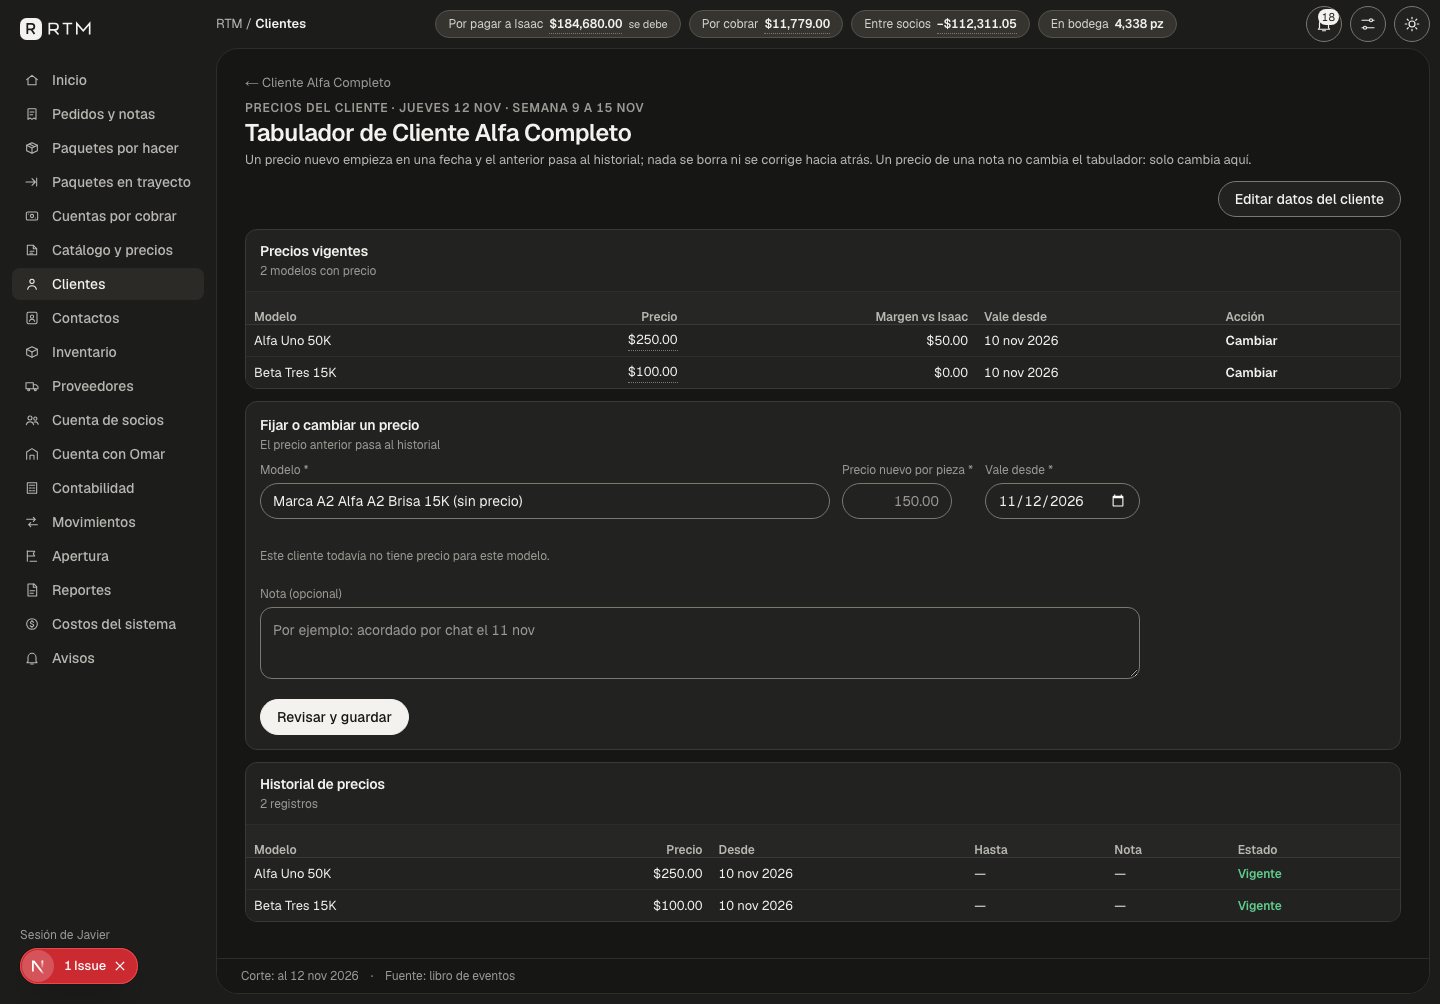 R RTM
RTM / Clientes
Por pagar a Isaac $184,680.00 se debe
Por cobrar $11,779.00
Entre socios −$112,311.05
En bodega 4,338 pz
18
Inicio
Pedidos y notas
Paquetes por hacer
Paquetes en trayecto
Cuentas por cobrar
Catálogo y precios
Clientes
Contactos
Inventario
Proveedores
Cuenta de socios
Cuenta con Omar
Contabilidad
Movimientos
Apertura
Reportes
Costos del sistema
Avisos
Sesión de Javier
N 1 Issue
← Cliente Alfa Completo
PRECIOS DEL CLIENTE · JUEVES 12 NOV · SEMANA 9 A 15 NOV
Tabulador de Cliente Alfa Completo
Un precio nuevo empieza en una fecha y el anterior pasa al historial; nada se borra ni se corrige hacia atrás. Un precio de una nota no cambia el tabulador: solo cambia aquí.
Editar datos del cliente
Precios vigentes
2 modelos con precio
Modelo Precio Margen vs Isaac Vale desde Acción
Alfa Uno 50K $250.00 $50.00 10 nov 2026 Cambiar
Beta Tres 15K $100.00 $0.00 10 nov 2026 Cambiar
Fijar o cambiar un precio
El precio anterior pasa al historial
Modelo * Precio nuevo por pieza * Vale desde *
Marca A2 Alfa A2 Brisa 15K (sin precio) 150.00 11/12/2026
Este cliente todavía no tiene precio para este modelo.
Nota (opcional)
Por ejemplo: acordado por chat el 11 nov
Revisar y guardar
Historial de precios
2 registros
Modelo Precio Desde Hasta Nota Estado
Alfa Uno 50K $250.00 10 nov 2026 — — Vigente
Beta Tres 15K $100.00 10 nov 2026 — — Vigente
Corte: al 12 nov 2026 · Fuente: libro de eventos